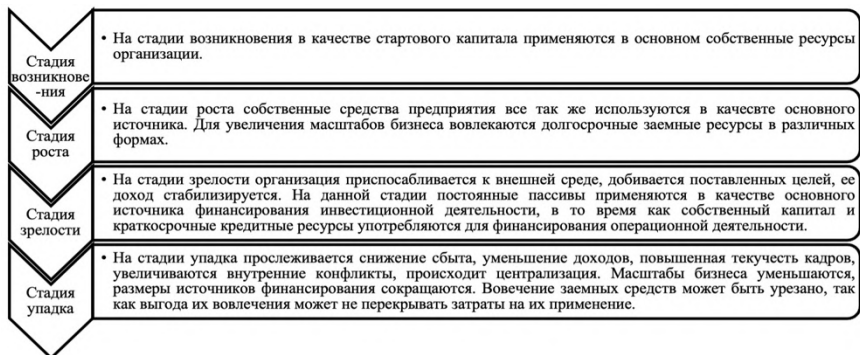 Стадия
возникнове
-ния
• На стадии возникновения в качестве стартового капитала применяются в основном собственные ресурсы
организации.
Стадия
роста
• На стадии роста собственные средства предприятия все так же используются в качесвте основного
источника. Для увеличения масштабов бизнеса вовлекаются долгосрочные заемные ресурсы в различных
формах.
Стадия
зрелости
• На стадии зрелости организация приспосабливается к внешней среде, добивается поставленных целей, ее
доход стабилизируется. На данной стадии постоянные пассивы применяются в качестве основного
источника финансирования инвестиционной деятельности, в то время как собственный капитал и
краткосрочные кредитные ресурсы употребляются для финансирования операционной деятельности.
Стадия
упадка
• На стадии упадка прослеживается снижение сбыта, уменьшение доходов, повышенная текучесть кадров,
увеличиваются внутренние конфликты, происходит централизация. Масштабы бизнеса уменьшаются,
размеры источников финансирования сокращаются. Вовечение заемных средств может быть урезано, так
как выгода их вовлечения может не перекрывать затраты на их применение.